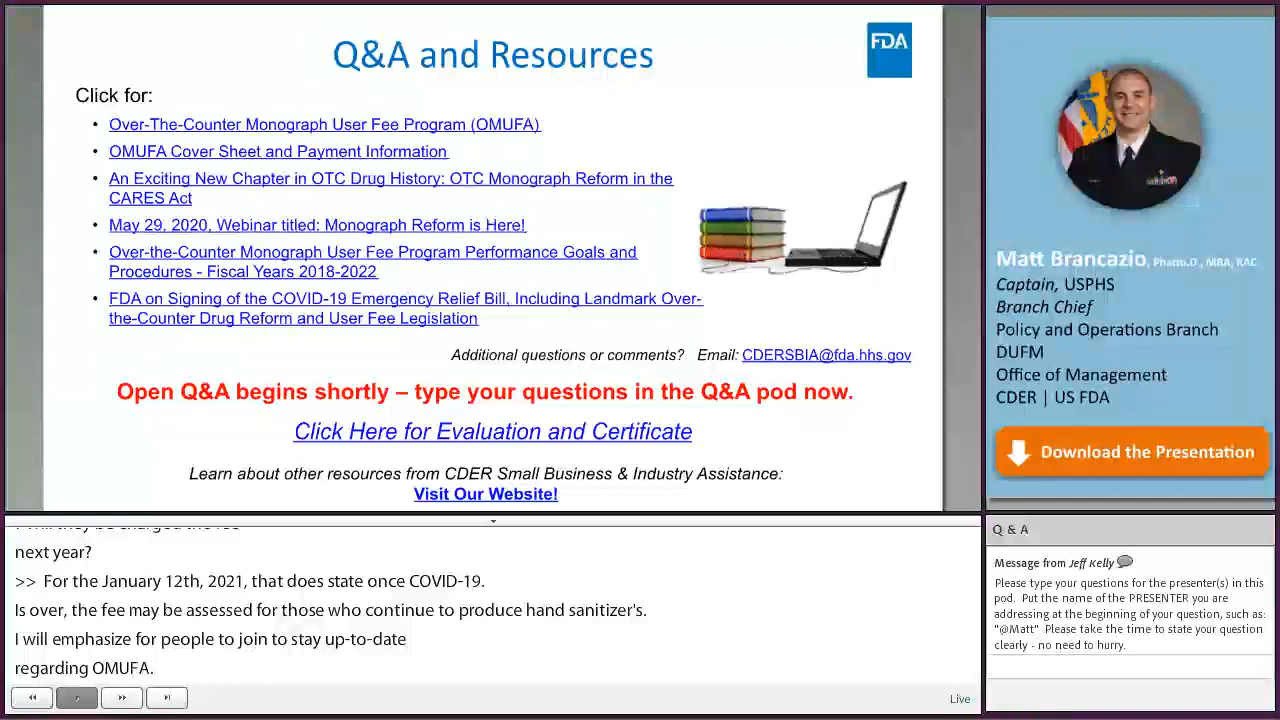 Q&A and Resources
FDA
Click for:
• Over-The-Counter Monograph User Fee Program (OMUFA)
• OMUFA Cover Sheet and Payment Information
• An Exciting New Chapter in OTC Drug History: OTC Monograph Reform in the
CARES Act
• May 29, 2020, Webinar titled: Monograph Reform is Here!
• Over-the-Counter Monograph User Fee Program Performance Goals and
Procedures - Fiscal Years 2018-2022
• FDA on Signing of the COVID-19 Emergency Relief Bill, Including Landmark Over-
the-Counter Drug Reform and User Fee Legislation
Additional questions or comments? Email: CDERSBIA@fda.hhs.gov
Open Q&A begins shortly – type your questions in the Q&A pod now.
Click Here for Evaluation and Certificate
Learn about other resources from CDER Small Business & Industry Assistance:
Visit Our Website!
Matt Brancazio, Pharm.D., MBA, RAC
Captain, USPHS
Branch Chief
Policy and Operations Branch
DUFM
Office of Management
CDER | US FDA
Download the Presentation
next year?
>> For the January 12th, 2021, that does state once COVID-19.
Is over, the fee may be assessed for those who continue to produce hand sanitizer's.
I will emphasize for people to join to stay up-to-date
regarding OMUFA.
Live
Q & A
Message from Jeff Kelly
Please type your questions for the presenter(s) in this
pod. Put the name of the PRESENTER you are
addressing at the beginning of your question, such as:
"@Matt" Please take the time to state your question
clearly - no need to hurry.